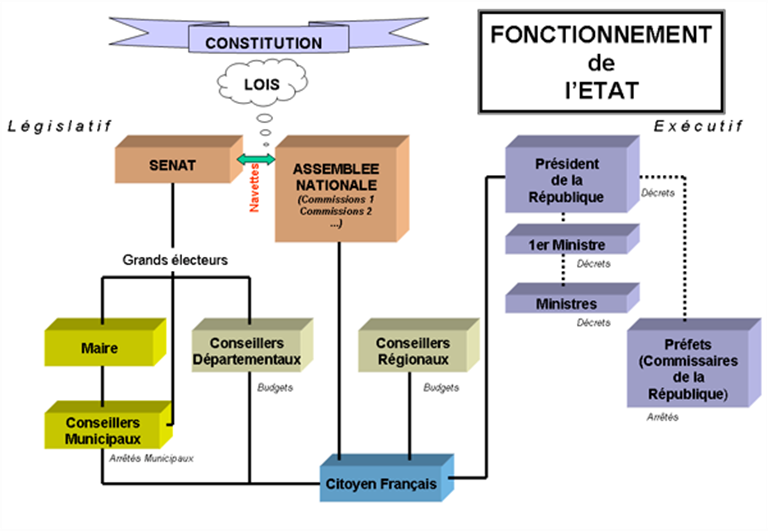 CONSTITUTION
FONCTIONNEMENT
de
l'ETAT
LOIS
Législatif
Exécutif
SENAT
Navettes
ASSEMBLEE
NATIONALE
(Commissions 1
Commissions 2
...)
Président
de la
République
Décrets
1er Ministre
Décrets
Grands électeurs
Ministres
Décrets
Maire
Conseillers
Départementaux
Budgets
Conseillers
Régionaux
Budgets
Préfets
(Commissaires
de la
République)
Arrêtés
Conseillers
Municipaux
Arrêtés Municipaux
Citoyen Français